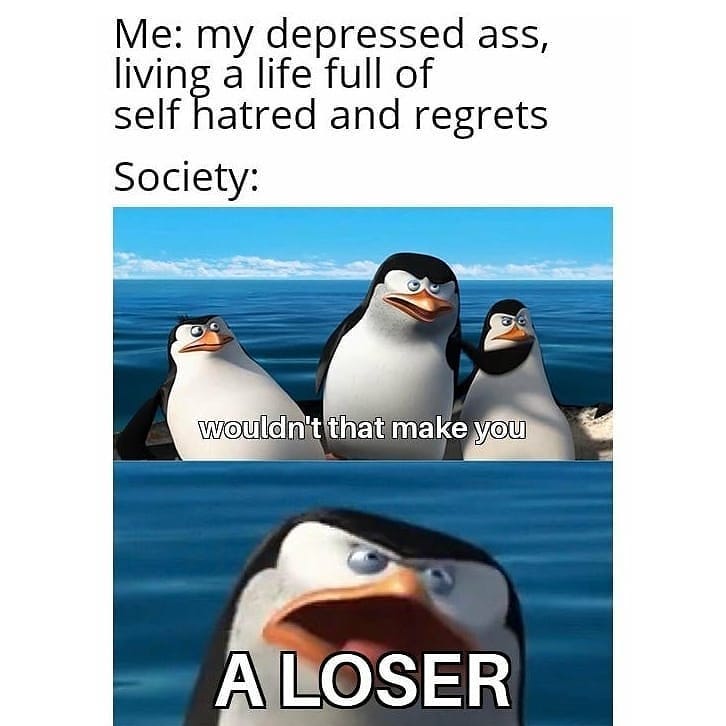 Me: my depressed ass,
living a life full of
self hatred and regrets
Society:
wouldn't that make you
A LOSER